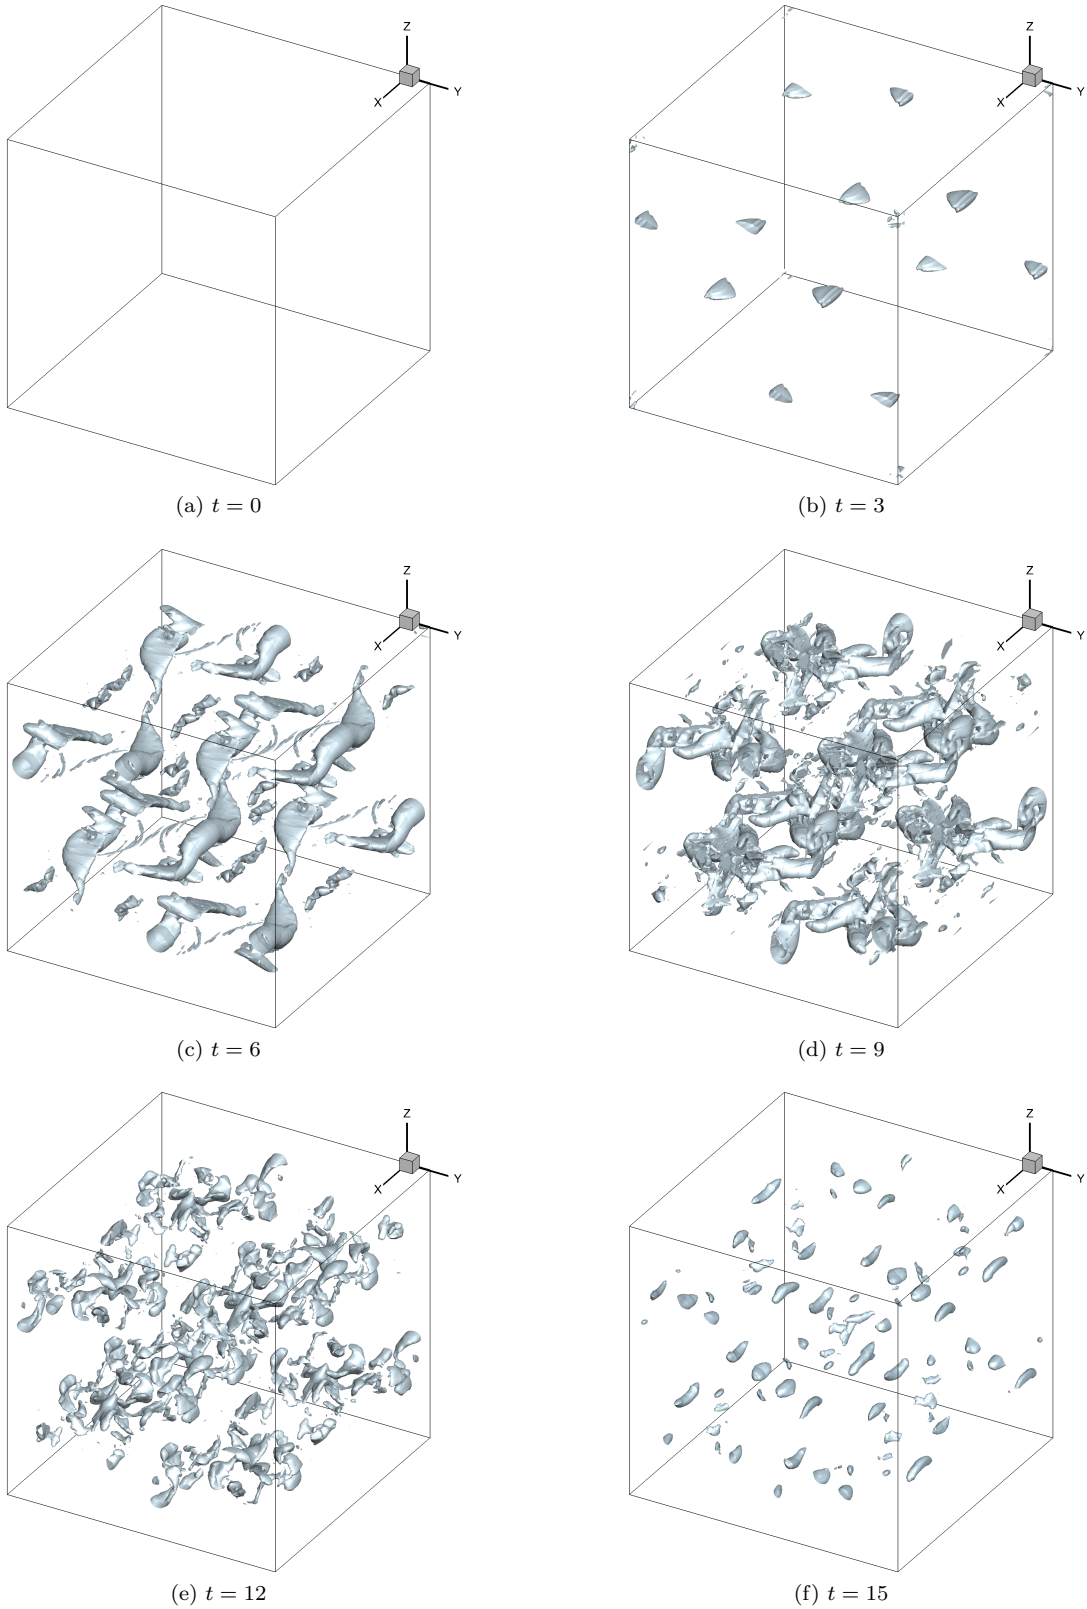 Z
X
Y
Z
X
Y
(a) t = 0
(b) t = 3
Z
X
Y
Z
X
Y
(c) t = 6
(d) t = 9
Z
X
Y
Z
X
Y
(e) t = 12
(f) t = 15